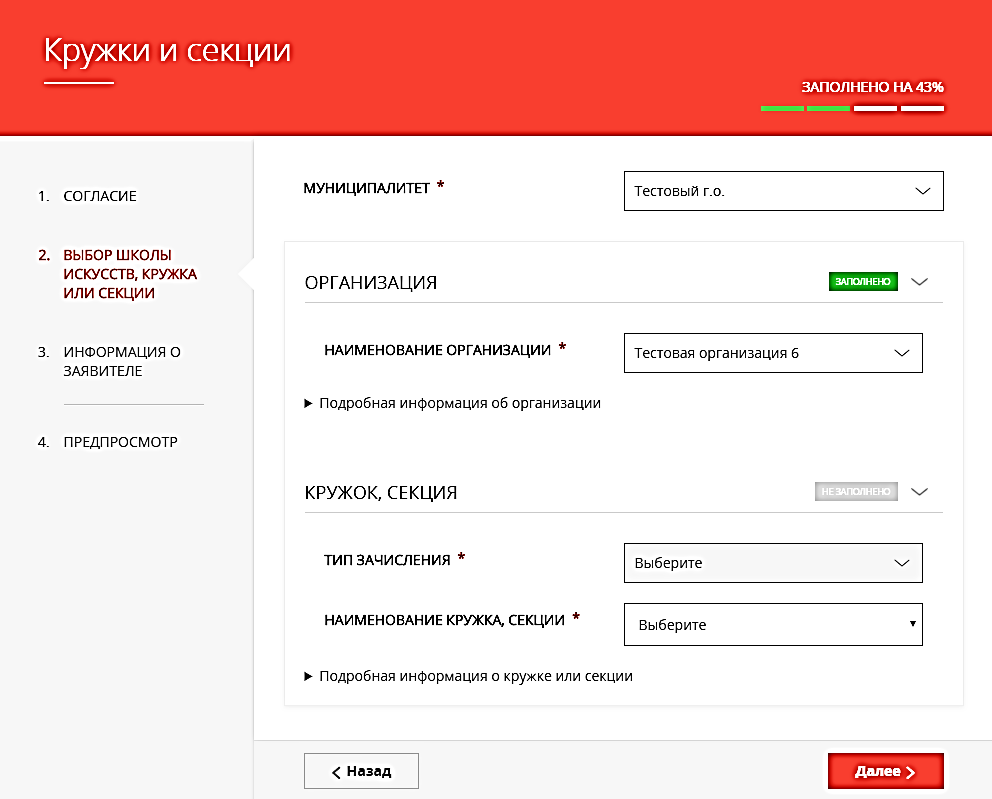 Кружки и секции
ЗАПОЛНЕНО НА 43%
1. СОГЛАСИЕ
2. ВЫБОР ШКОЛЫ
ИСКУССТВ, КРУЖКА
ИЛИ СЕКЦИИ
3. ИНФОРМАЦИЯ О
ЗАЯВИТЕЛЕ
4. ПРЕДПРОСМОТР
МУНИЦИПАЛИТЕТ * Тестовый г.о.
ОРГАНИЗАЦИЯ ЗАПОЛНЕНО
НАИМЕНОВАНИЕ ОРГАНИЗАЦИИ * Тестовая организация 6
Подробная информация об организации
КРУЖОК, СЕКЦИЯ НЕ ЗАПОЛНЕНО
ТИП ЗАЧИСЛЕНИЯ * Выберите
НАИМЕНОВАНИЕ КРУЖКА, СЕКЦИИ * Выберите
Подробная информация о кружке или секции
Назад
Далее